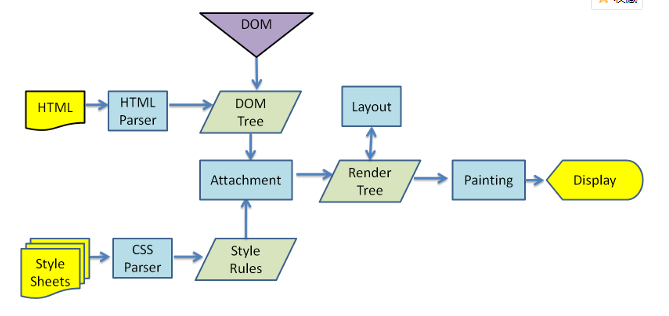 DOM
HTML
HTML
Parser
DOM
Tree
Layout
Attachment
Render
Tree
Painting
Display
Style
Sheets
CSS
Parser
Style
Rules